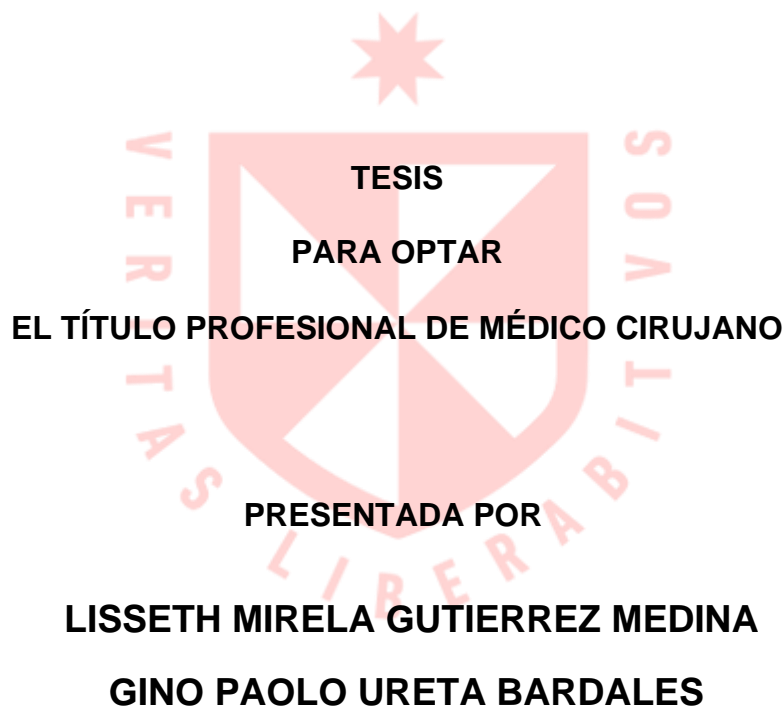 VERITAS LIBERABIT VOS
TESIS
PARA OPTAR
EL TÍTULO PROFESIONAL DE MÉDICO CIRUJANO
PRESENTADA POR
LISSETH MIRELA GUTIERREZ MEDINA
GINO PAOLO URETA BARDALES